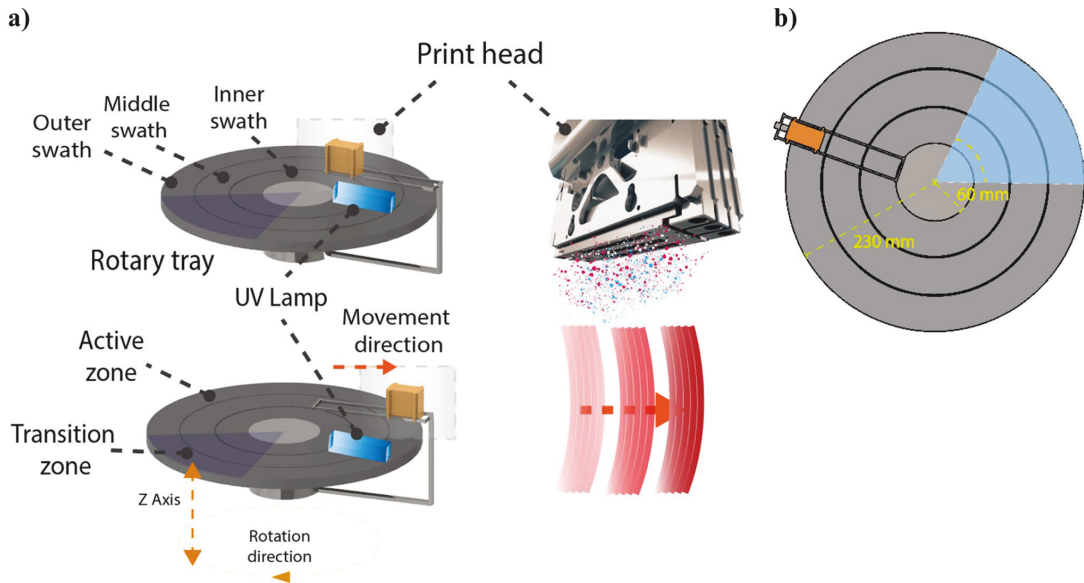 a)
b)
Print head
Inner
swath
Middle
swath
Outer
swath
Rotary tray
UV Lamp
60 mm
230 mm
Movement
direction
Active
zone
Transition
zone
Z Axis
Rotation
direction